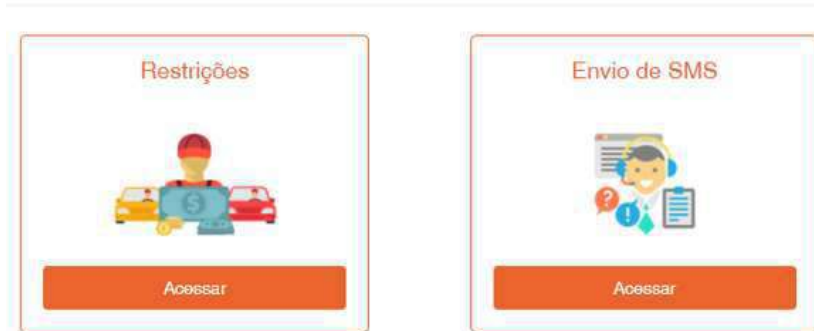 Restrições
Envio de SMS
$
?
!
Acessar
Acessar